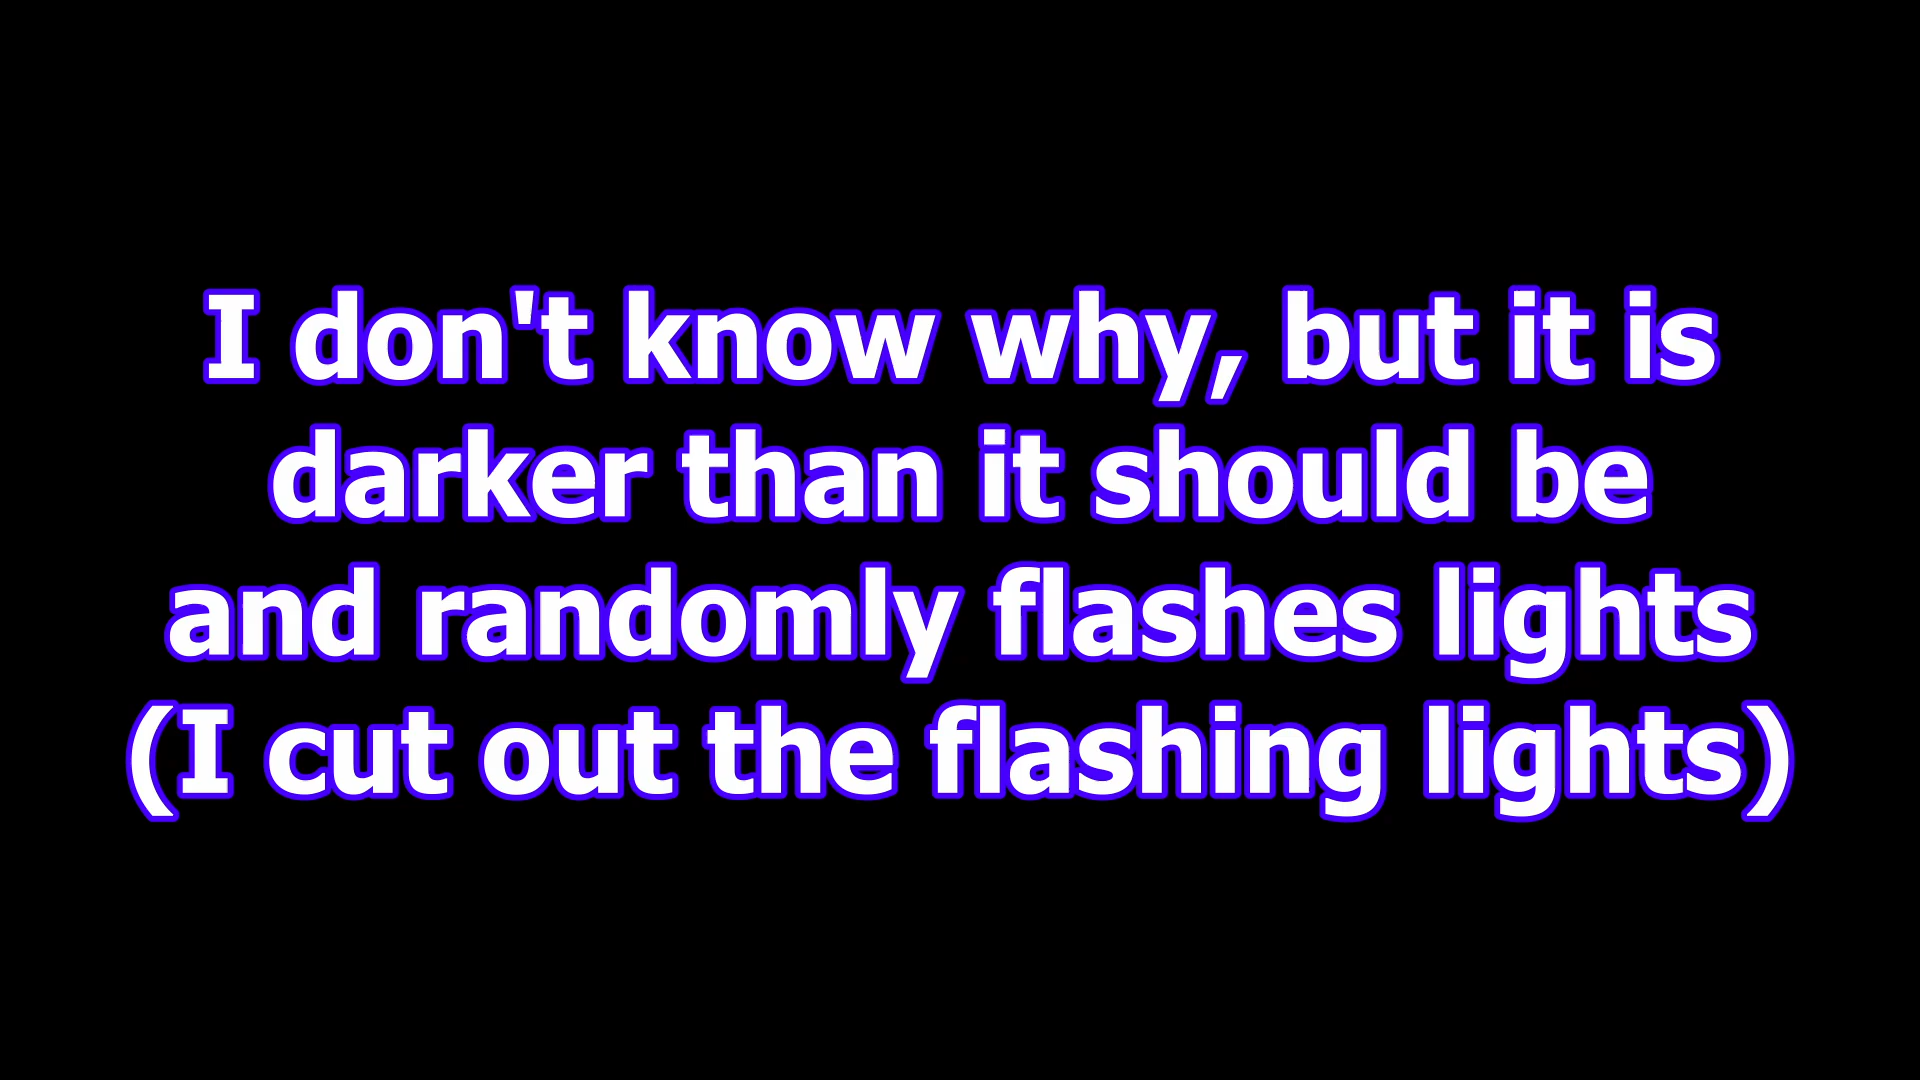 I don't know why, but it is
darker than it should be
and randomly flashes lights
(I cut out the flashing lights)